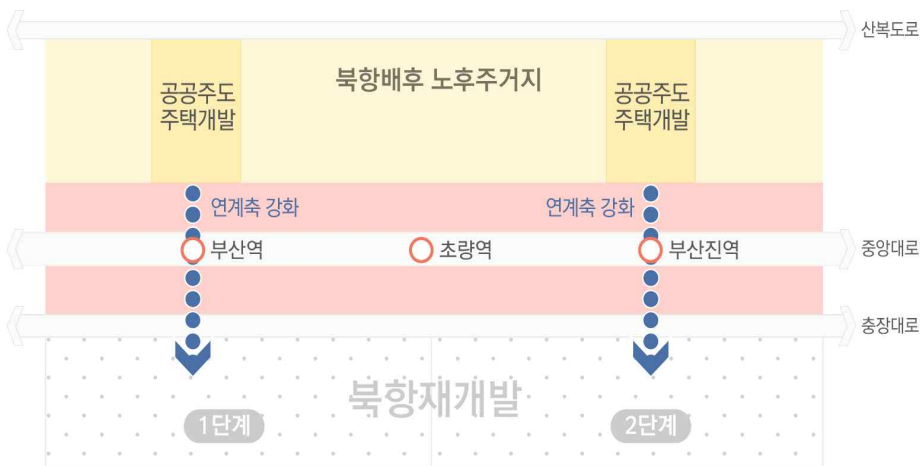 산복도로
북항배후 노후주거지
공공주도
주택개발
공공주도
주택개발
연계축 강화
연계축 강화
부산역
초량역
부산진역
중앙대로
충장대로
북항재개발
1단계
2단계